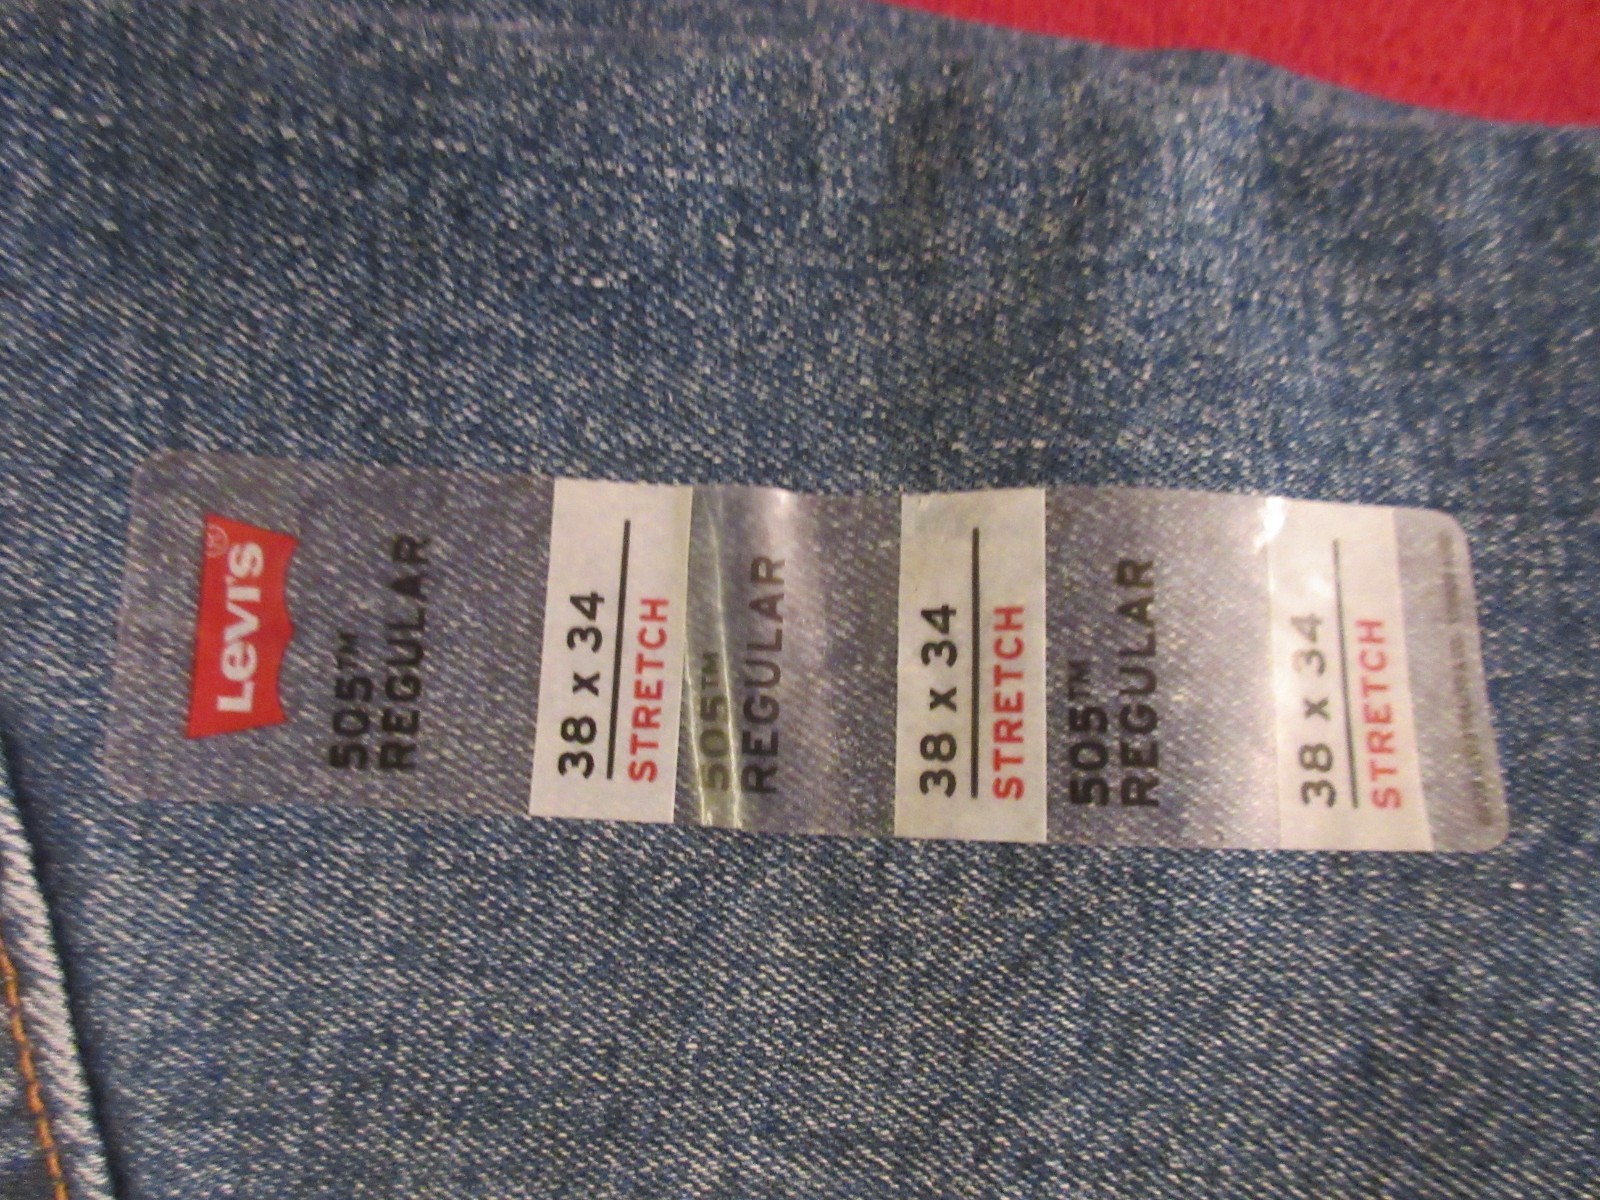 Levi's®
505™
REGULAR
38 x 34
STRETCH
505™
REGULAR
38 x 34
STRETCH
505™
REGULAR
38 x 34
STRETCH